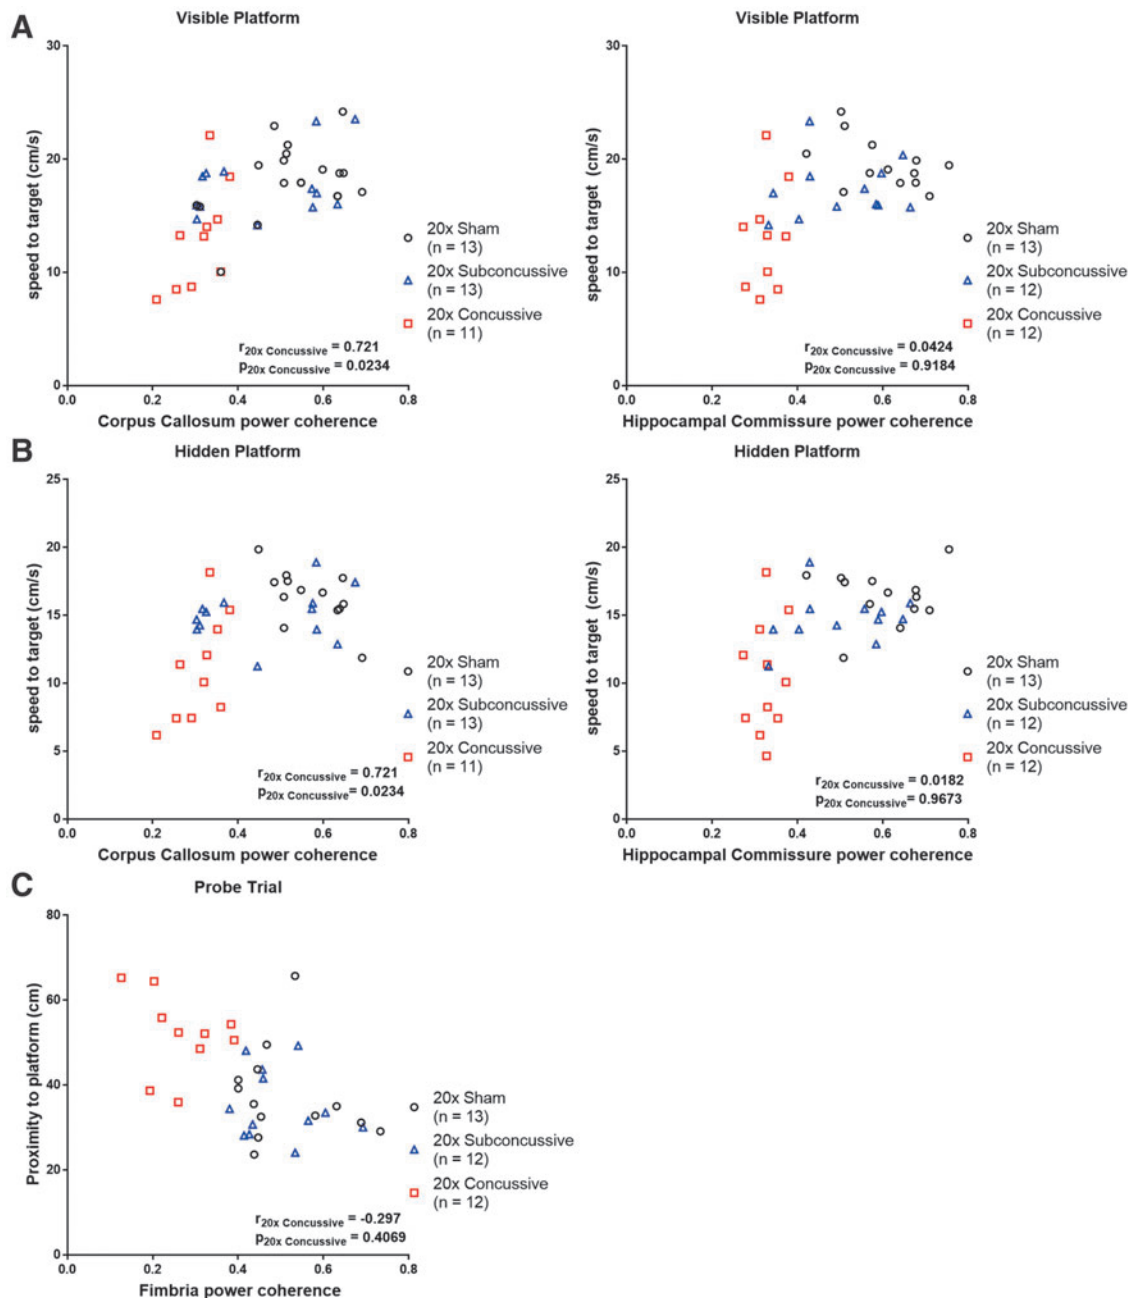 A
Visible Platform
30
20
10
0
speed to target (cm/s)
0.0 0.2 0.4 0.6 0.8
Corpus Callosum power coherence
20x Sham
(n = 13)
20x Subconcussive
(n = 13)
20x Concussive
(n = 11)
r20x Concussive = 0.721
p20x Concussive = 0.0234
Visible Platform
30
20
10
0
speed to target (cm/s)
0.0 0.2 0.4 0.6 0.8
Hippocampal Commissure power coherence
20x Sham
(n = 13)
20x Subconcussive
(n = 12)
20x Concussive
(n = 12)
r20x Concussive = 0.0424
p20x Concussive = 0.9184
B
Hidden Platform
25
20
15
10
5
0
speed to target (cm/s)
0.0 0.2 0.4 0.6 0.8
Corpus Callosum power coherence
20x Sham
(n = 13)
20x Subconcussive
(n = 13)
20x Concussive
(n = 11)
r20x Concussive = 0.721
p20x Concussive= 0.0234
Hidden Platform
25
20
15
10
5
0
speed to target (cm/s)
0.0 0.2 0.4 0.6 0.8
Hippocampal Commissure power coherence
20x Sham
(n = 13)
20x Subconcussive
(n = 12)
20x Concussive
(n = 12)
r20x Concussive = 0.0182
p20x Concussive= 0.9673
C
Probe Trial
80
60
40
20
0
Proximity to platform (cm)
0.0 0.2 0.4 0.6 0.8
Fimbria power coherence
20x Sham
(n = 13)
20x Subconcussive
(n = 12)
20x Concussive
(n = 12)
r20x Concussive = -0.297
p20x Concussive = 0.4069